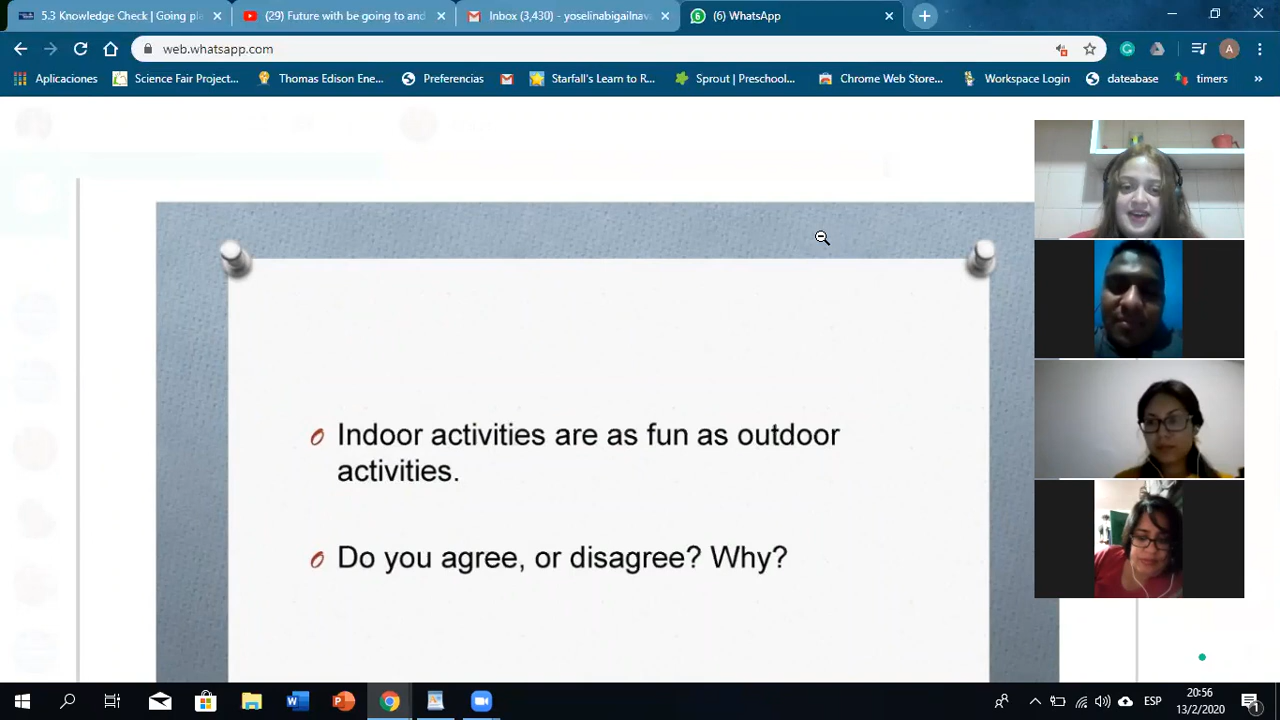 5.3 Knowledge Check | Going pla
(29) Future with be going to and
Inbox (3,430) - yoselinabigailnav
(6) WhatsApp
web.whatsapp.com
A
Aplicaciones
Science Fair Project...
Thomas Edison Ene...
Preferencias
Starfall's Learn to R...
Sprout | Preschool...
Chrome Web Store...
Workspace Login
dateabase
timers
»
Indoor activities are as fun as outdoor
activities.
Do you agree, or disagree? Why?
ESP
20:56
13/2/2020